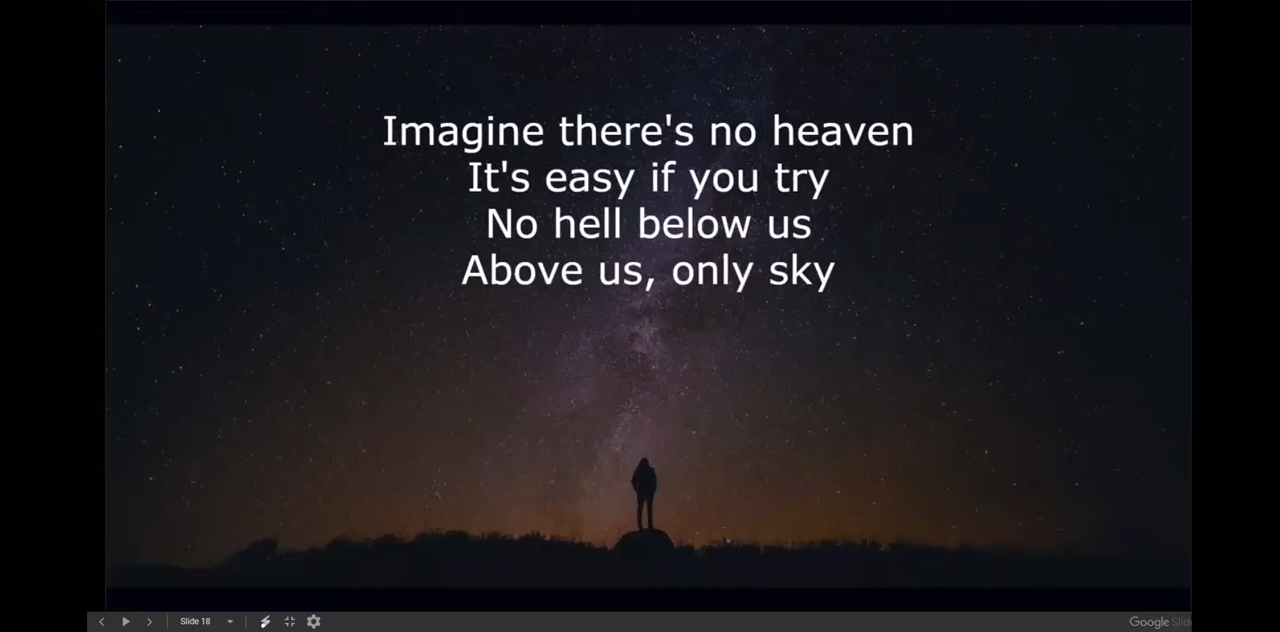 Imagine there's no heaven
It's easy if you try
No hell below us
Above us, only sky
Slide 18
Google Slid